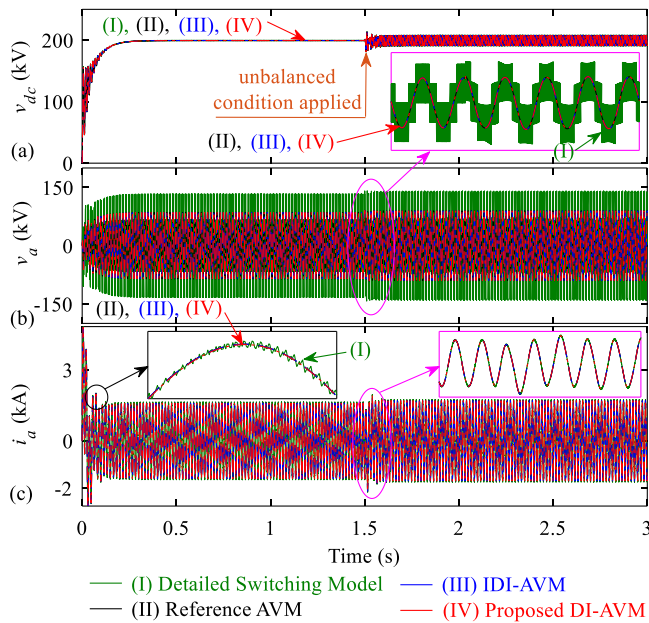 (I), (II), (III), (IV)
200
100
0
v_dc (kV)
unbalanced
condition applied
(II), (III), (IV)
(I)
(a)
150
0
-150
v_a (kV)
(b)
(II), (III), (IV)
(I)
3
0
-2
i_a (kA)
(c)
0 0.5 1 1.5 2 2.5 3
Time (s)
(I) Detailed Switching Model
(III) IDI-AVM
(II) Reference AVM
(IV) Proposed DI-AVM